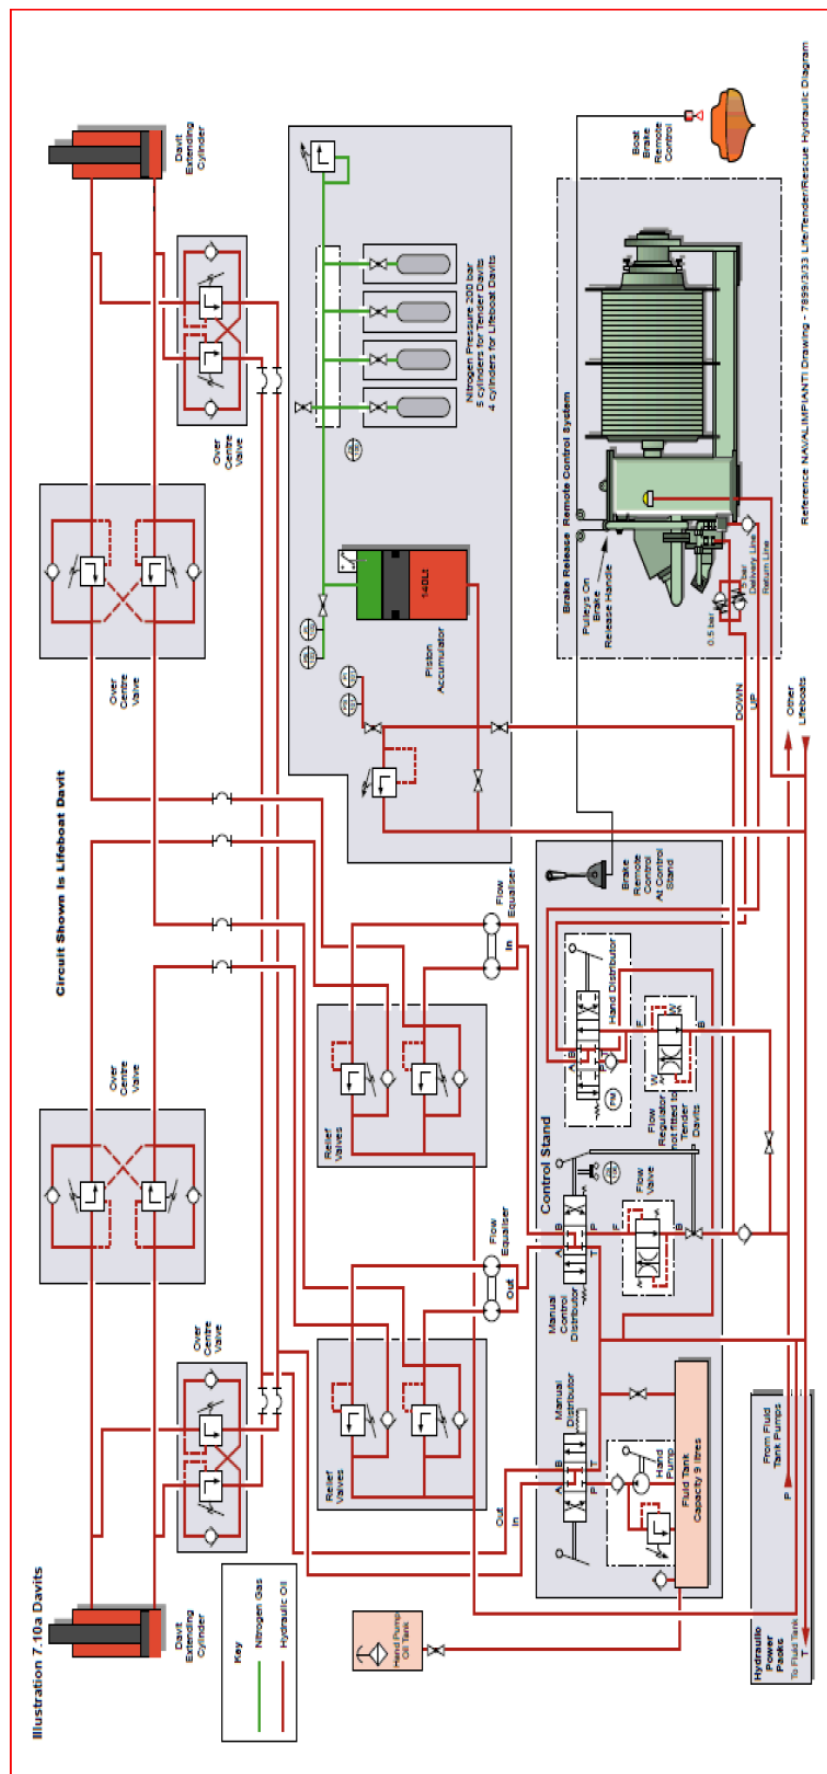 Illustration 7.10a Davits
Circuit Shown Is Lifeboat Davit
Davit
Extending
Cylinder
Davit
Extending
Cylinder
Key
Nitrogen Gas
Hydraulic Oil
Over
Centre
Valve
Over
Centre
Valve
Over
Centre
Valve
Over
Centre
Valve
Relief
Valves
Relief
Valves
Out
In
Flow
Equaliser
Out
Flow
Equaliser
In
Piston
Accumulator
140Lt
Nitrogen Pressure 200 bar
5 cylinders for Tender Davits
4 cylinders for Lifeboat Davits
Hand Pump
Oil Tank
Control Stand
Manual
Distributor
A B
P T
Hand
Pump
Fluid Tank
Capacity 9 litres
Manual
Control
Distributor
A B
T P
Flow
Valve
F
B
Hand Distributor
A B
P T
PM
Flow
Regulator
not fitted to
Tender
Davits
F
B
Brake
Remote
Control
At Control
Stand
DOWN
UP
Brake Release Remote Control System
Pulleys On
Brake
Release Handle
0.5 bar
5 bar
Delivery Line
Return Line
Boat
Brake
Remote
Control
Other
Lifeboats
Hydraulic
Power
Packs
To Fluid Tank
T
From Fluid
Tank Pumps
P
Reference NAVALIMPIANTI Drawing - 7899/3/33 Life/Tender/Rescue Hydraulic Diagram